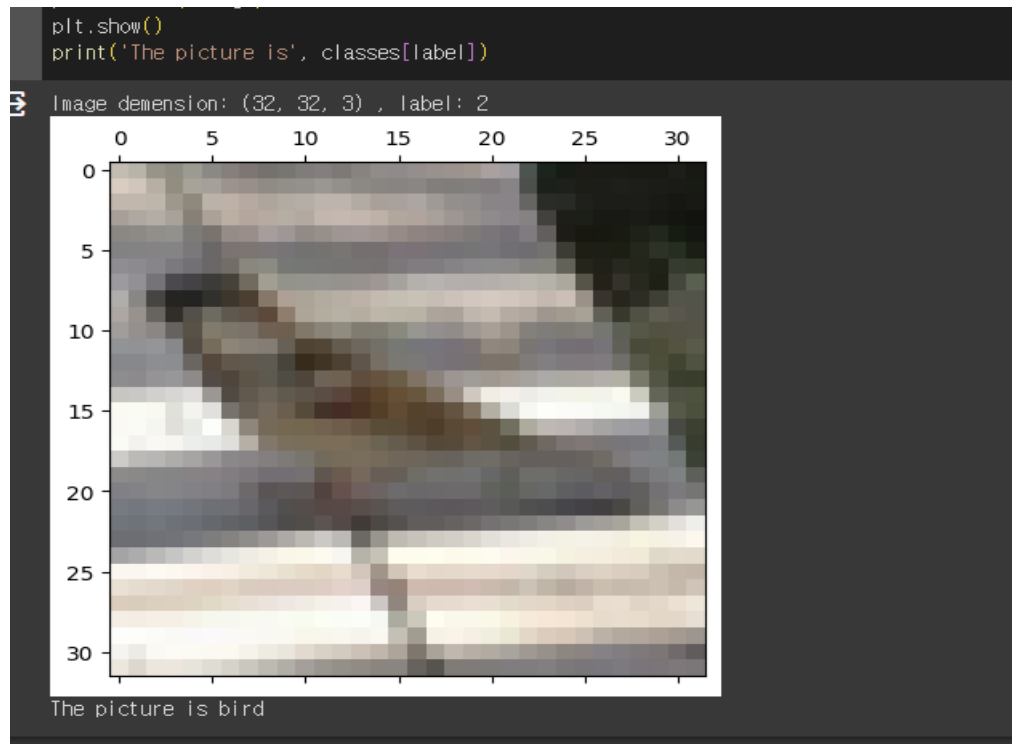 plt.show()
print('The picture is', classes[label])
Image demension: (32, 32, 3) , label: 2
0 5 10 15 20 25 30
0
5
10
15
20
25
30
The picture is bird